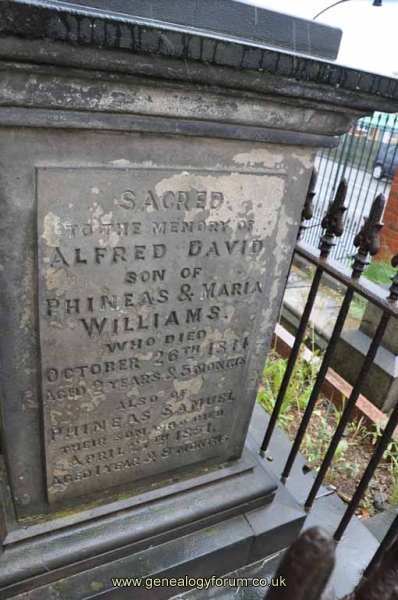 SACRED
TO THE MEMORY OF
ALFRED DAVID
SON OF
PHINEAS & MARIA
WILLIAMS.
WHO DIED
OCTOBER 26TH
AGED 2 YEARS & 5 MONTHS
ALSO OF
PHINEAS SAMUEL
THEIR SON WHO DIED
APRIL 1851,
AGED 1 YEAR & 8 MONTHS
www.genealogyforum.co.uk